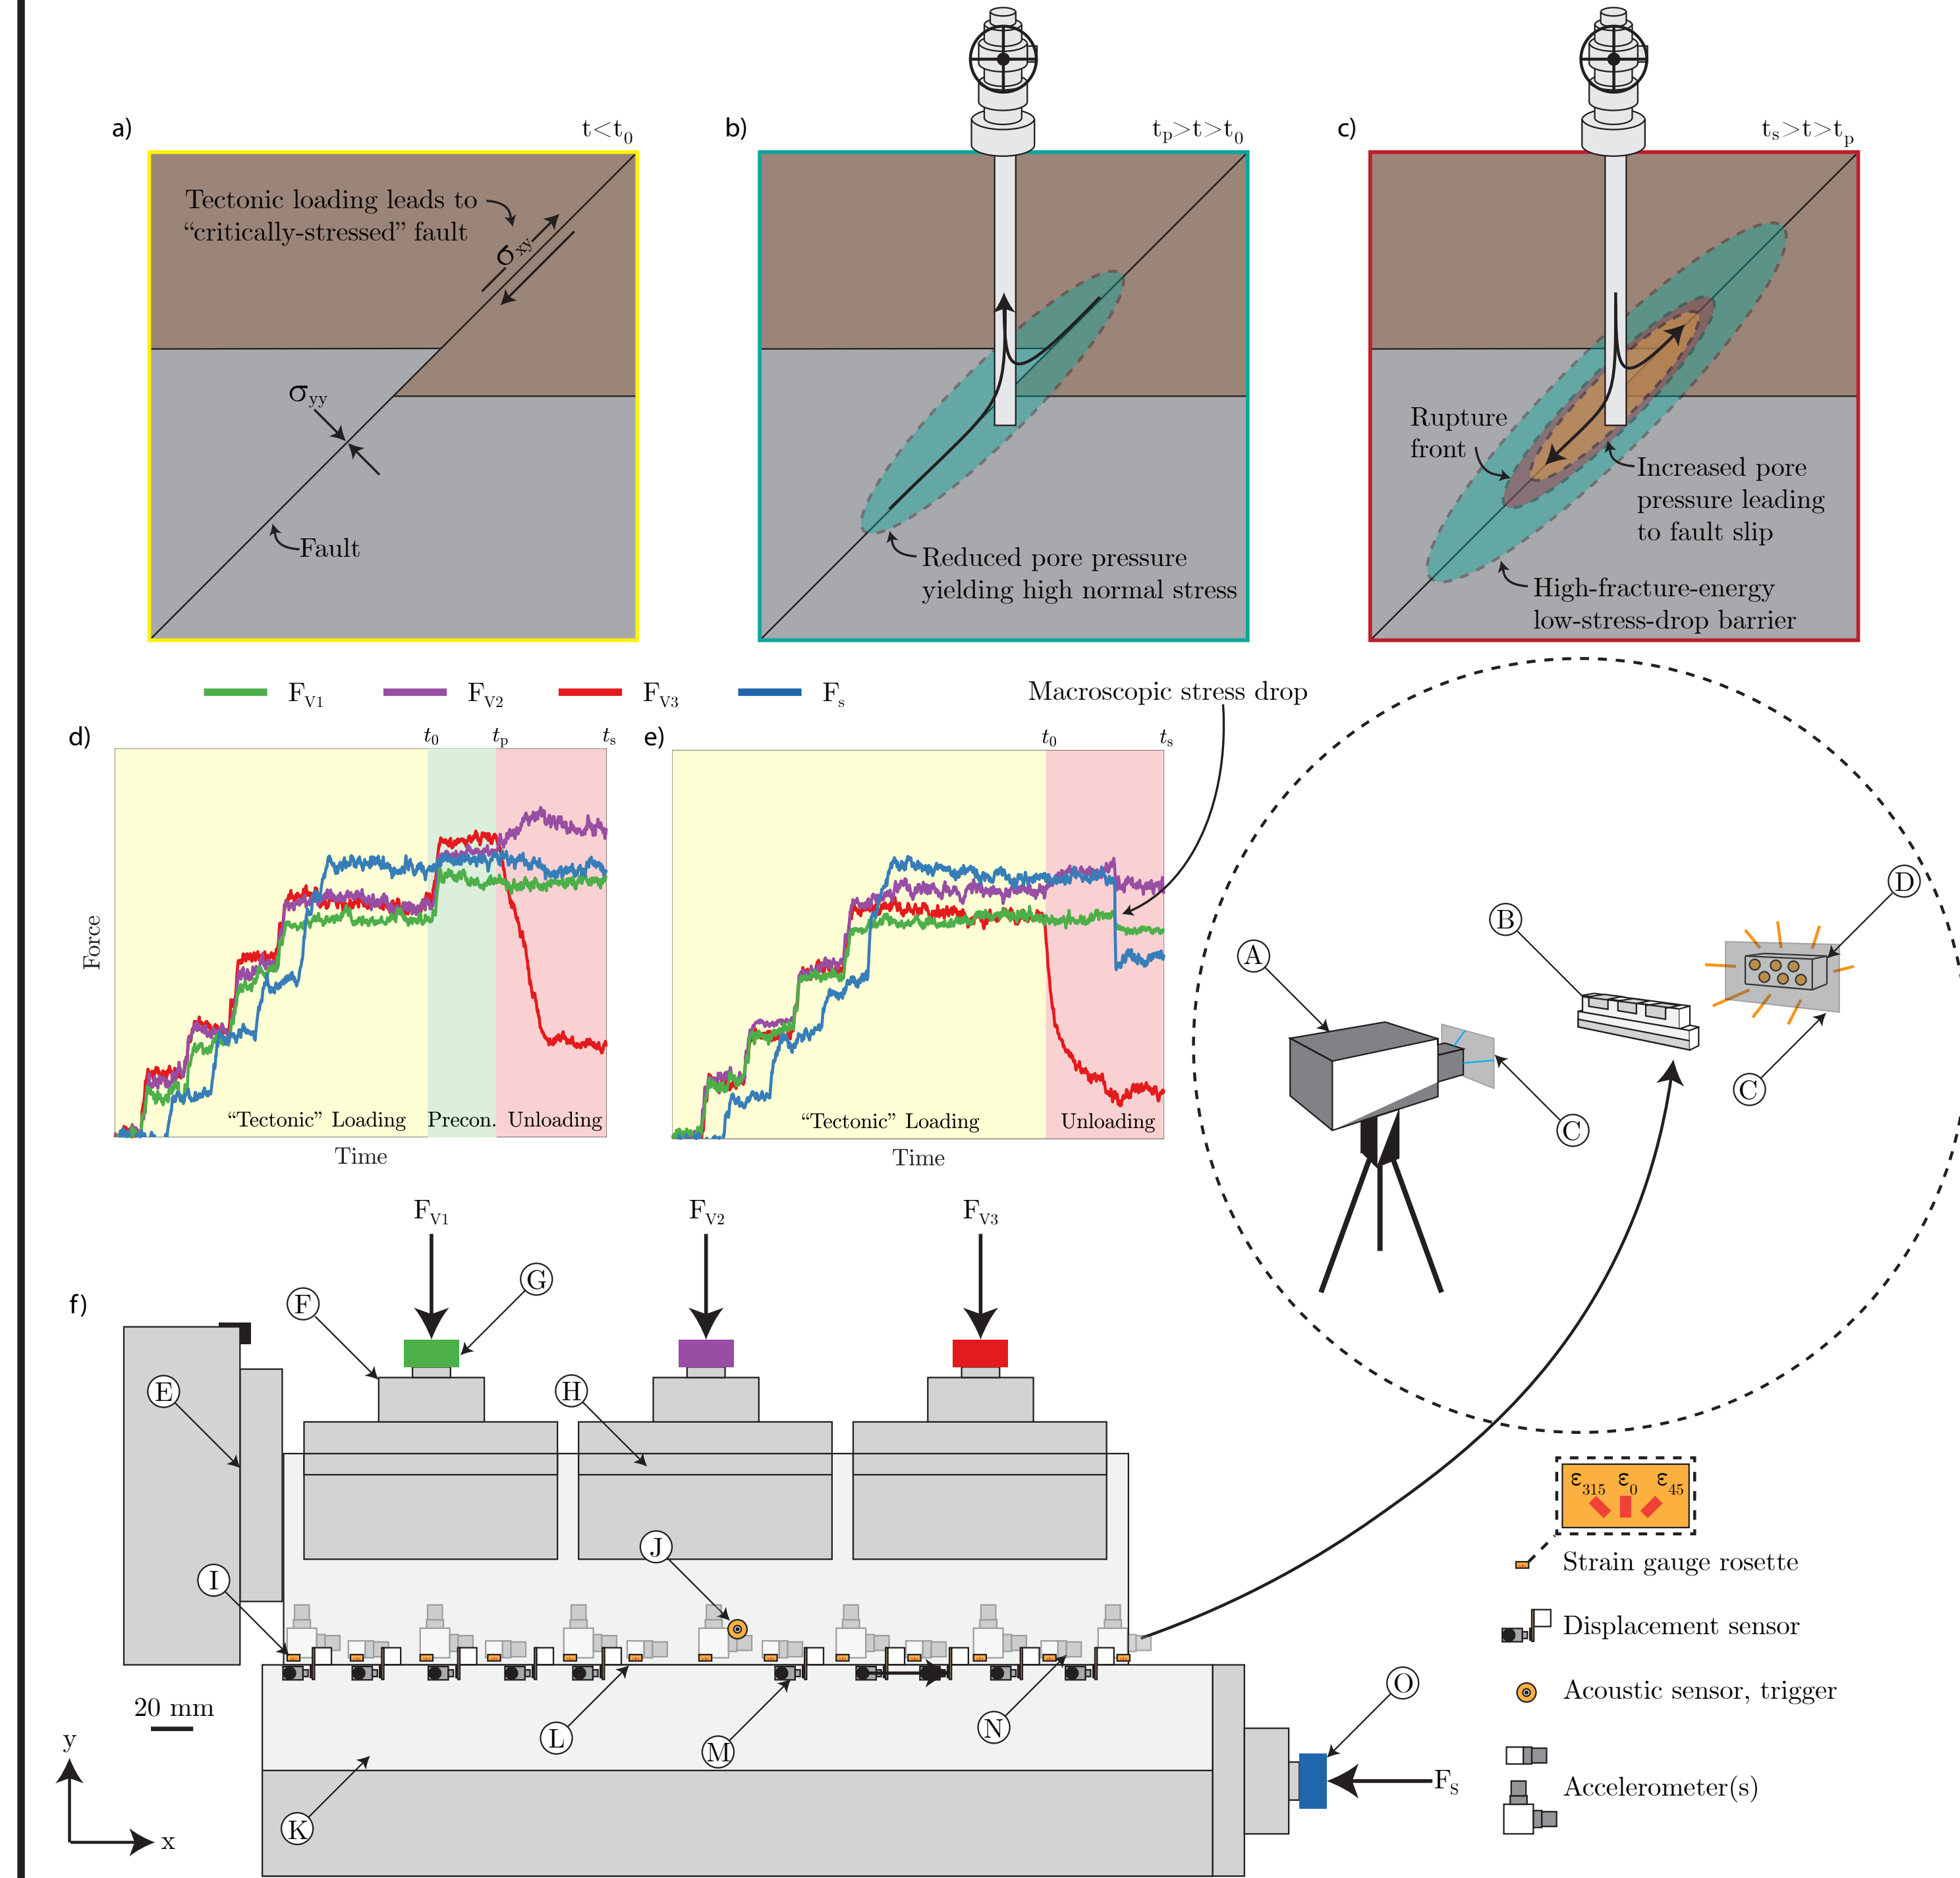 a)
t<t0
Tectonic loading leads to
“critically-stressed” fault
σxy
σyy
Fault
b)
tp>t>t0
Reduced pore pressure
yielding high normal stress
c)
ts>t>tp
Rupture
front
Increased pore
pressure leading
to fault slip
High-fracture-energy
low-stress-drop barrier
FV1 FV2 FV3 Fs
Macroscopic stress drop
d)
t0 tp ts
Force
“Tectonic” Loading Precon. Unloading
Time
e)
t0 ts
“Tectonic” Loading Unloading
Time
A
B
C
D
C
f)
FV1 FV2 FV3
F
G
E
H
J
I
L
M
N
O
K
FS
20 mm
y
x
ε315 ε0 ε45
Strain gauge rosette
Displacement sensor
Acoustic sensor, trigger
Accelerometer(s)